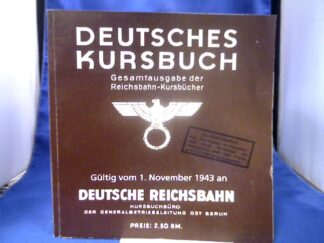 DEUTSCHES
KURSBUCH
Gesamtausgabe der
Reichsbahn-Kursbücher
Gültig vom 1. November 1943 an
DEUTSCHE REICHSBAHN
KURSBUCHBÜRO
DER GENERALBETRIEBSLEITUNG OST BERLIN
PREIS: 2.50 RM.